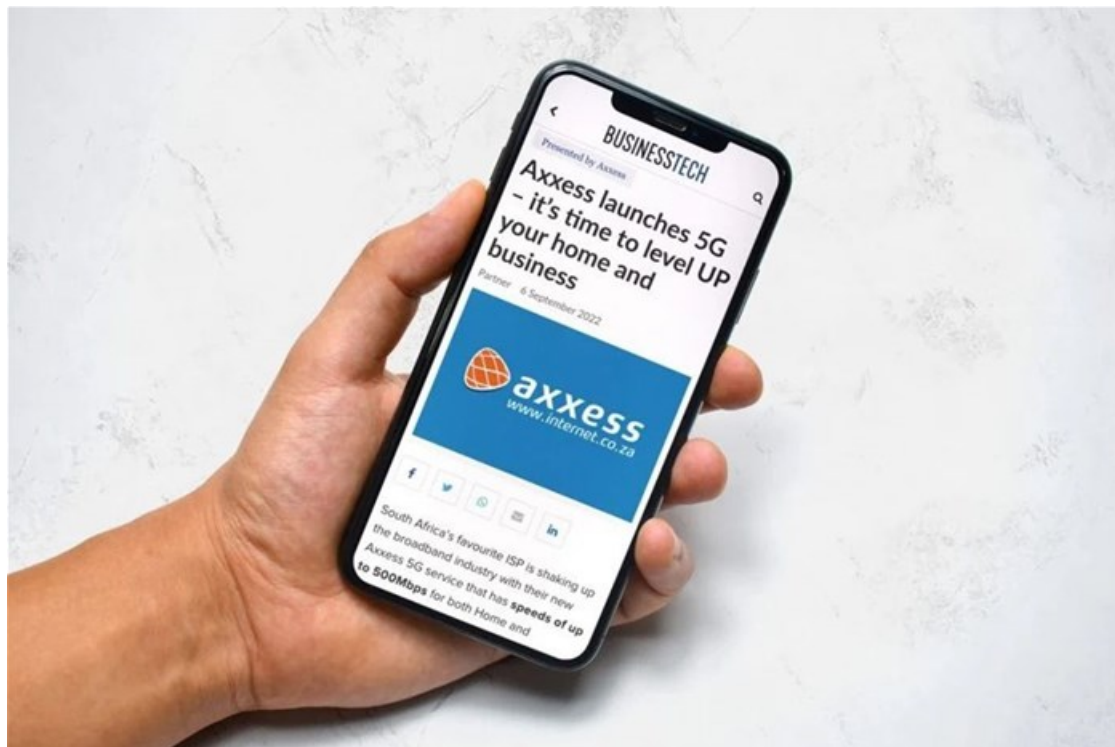 BUSINESSTECH
Presented by Axxess
Axxess launches 5G
– it's time to level UP
your home and
business
Partner 6 September 2022
axxess
www.internet.co.za
South Africa's favourite ISP is shaking up
the broadband industry with their new
Axxess 5G service that has speeds of up
to 500Mbps for both Home and